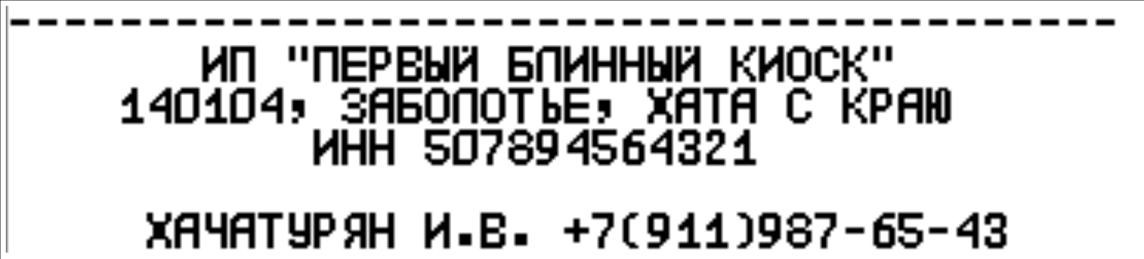 ----------------------------------------
ИП "ПЕРВЫЙ БЛИННЫЙ КИОСК"
140104, ЗАБОЛОТЬЕ, ХАТА С КРАЮ
ИНН 507894564321
ХАЧАТУРЯН И.В. +7(911)987-65-43